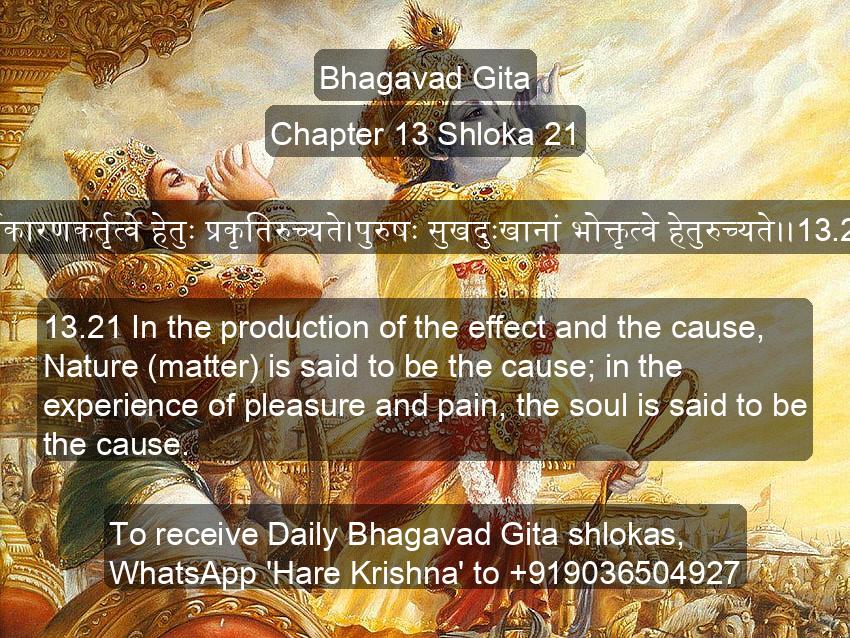 Bhagavad Gita
Chapter 13 Shloka 21
हेतुः प्रकृतिरुच्यते।पुरुषः सुखदुःखानां भोक्तृत्वे हेतुरुच्यते।।13.2
13.21 In the production of the effect and the cause,
Nature (matter) is said to be the cause; in the
experience of pleasure and pain, the soul is said to be
the cause.
To receive Daily Bhagavad Gita shlokas,
WhatsApp 'Hare Krishna' to +919036504927